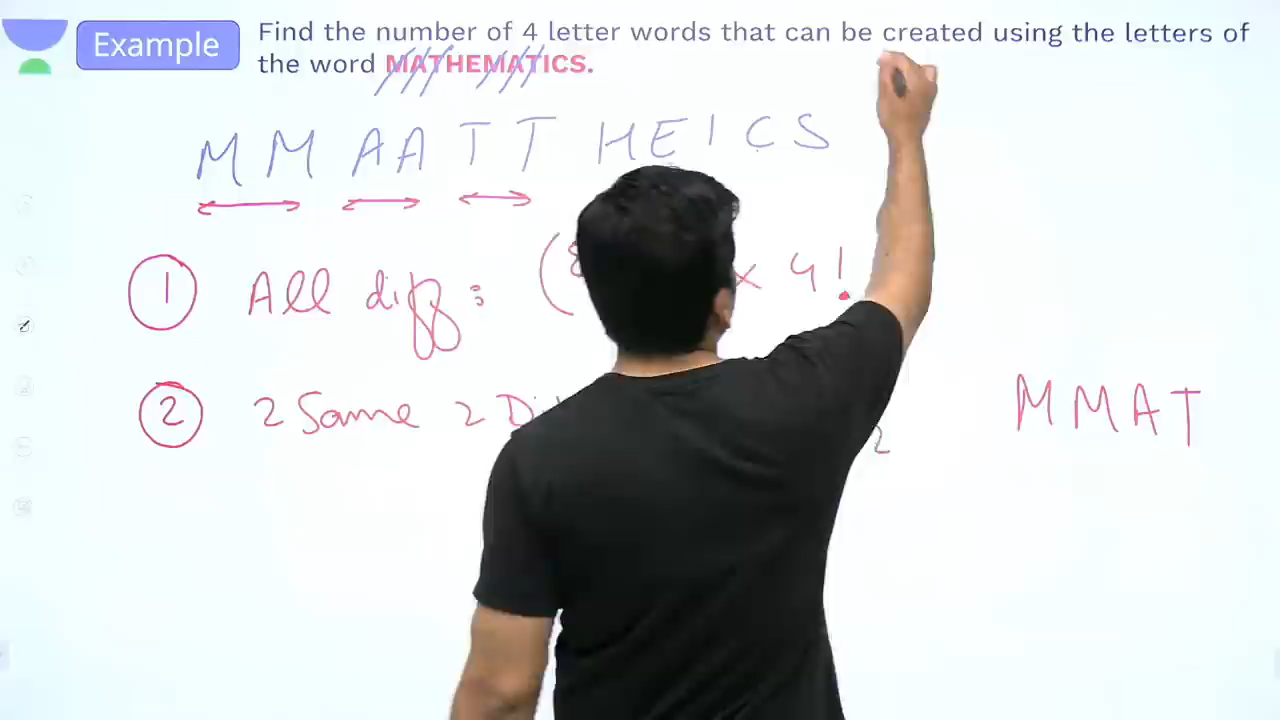 Example
Find the number of 4 letter words that can be created using the letters of
the word MATHEMATICS.
M M A A T T H E I C S
1 All diff: ( × 4!
2 2 Same 2 2
M M A T